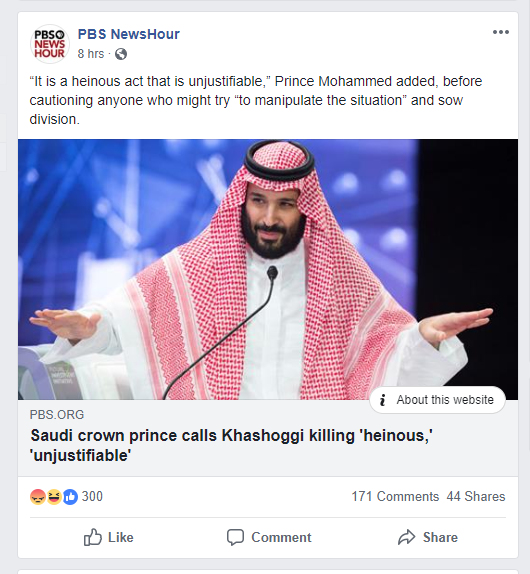 PBS
NEWS
HOUR
PBS NewsHour
8 hrs ·
“It is a heinous act that is unjustifiable,” Prince Mohammed added, before
cautioning anyone who might try “to manipulate the situation” and sow
division.
i About this website
PBS.ORG
Saudi crown prince calls Khashoggi killing 'heinous,'
'unjustifiable'
300 171 Comments 44 Shares
Like Comment Share